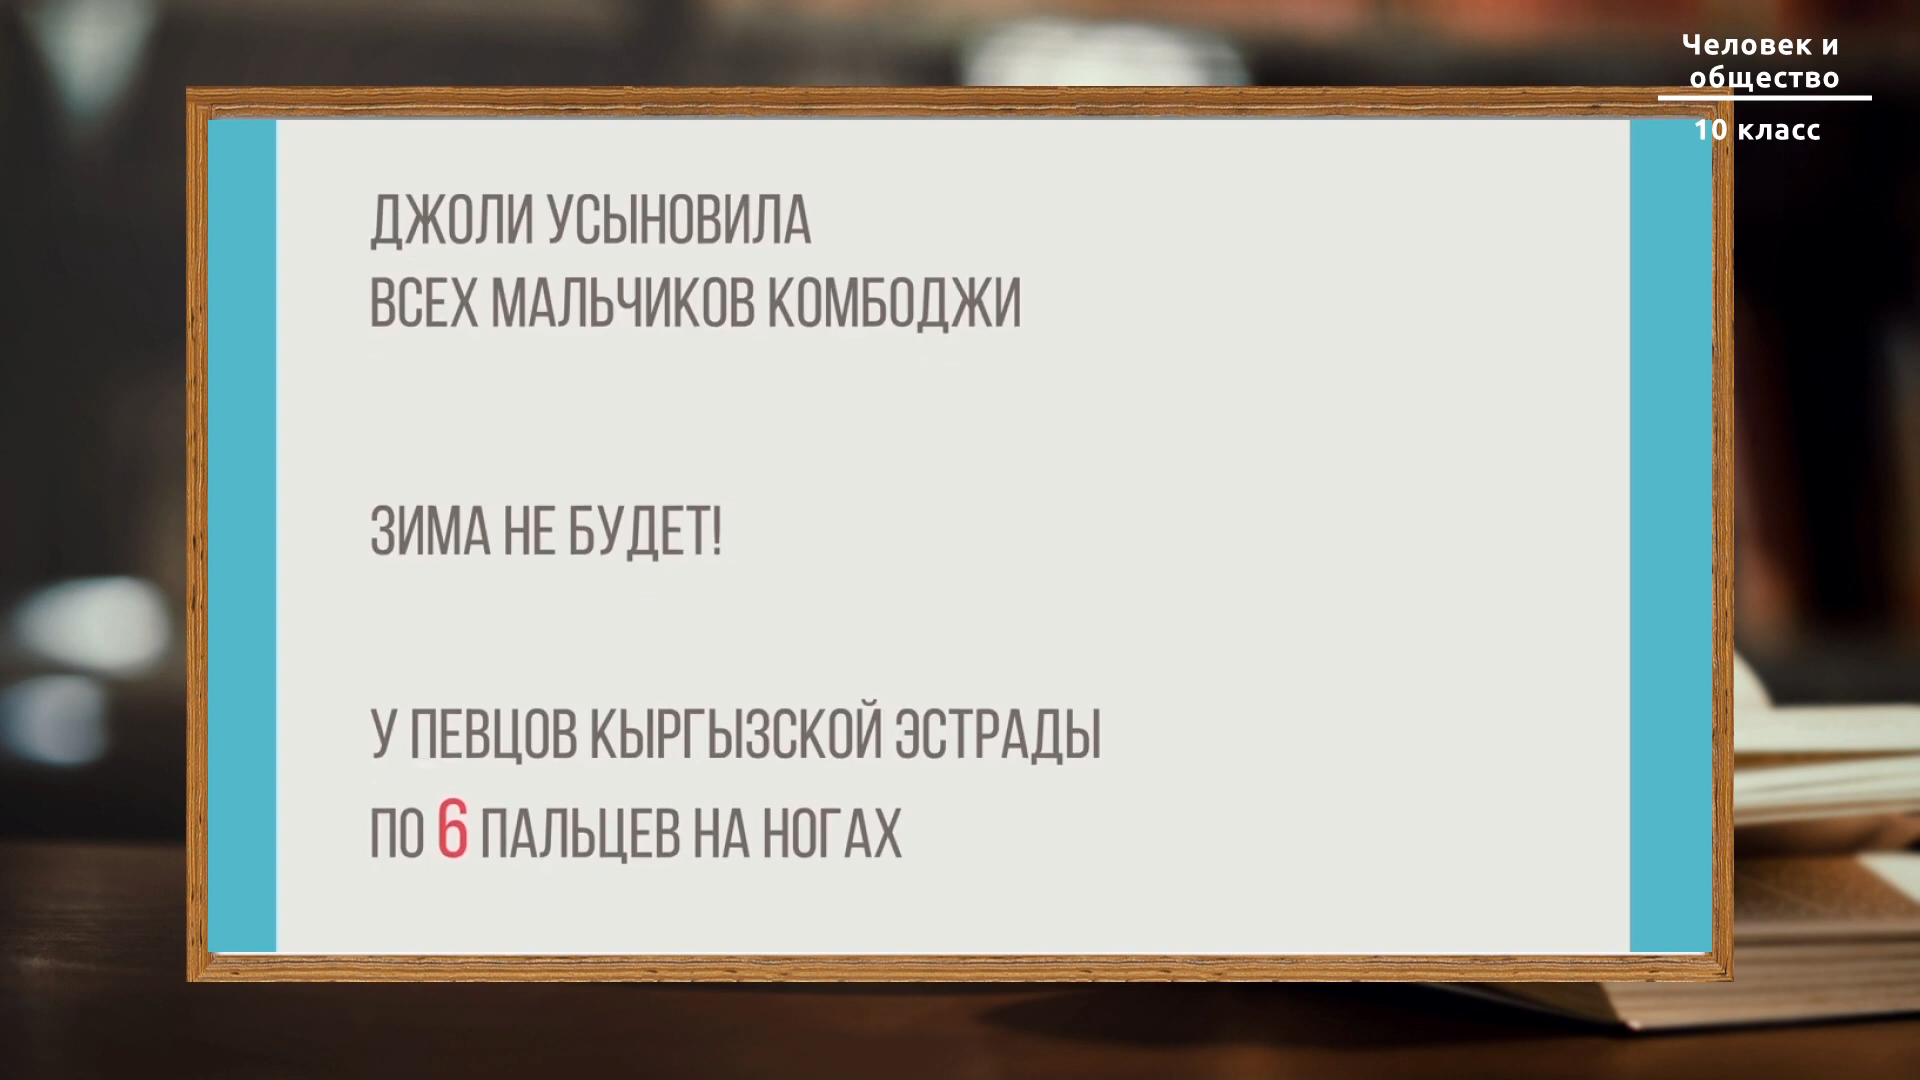 Человек и
общество
10 класс
ДЖОЛИ УСЫНОВИЛА
ВСЕХ МАЛЬЧИКОВ КОМБОДЖИ
ЗИМА НЕ БУДЕТ!
У ПЕВЦОВ КЫРГЫЗСКОЙ ЭСТРАДЫ
ПО 6 ПАЛЬЦЕВ НА НОГАХ